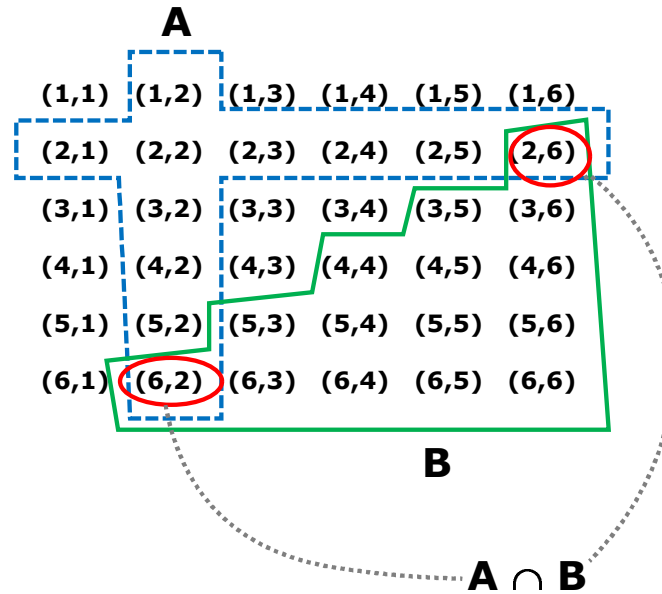 A
(1,1) (1,2) (1,3) (1,4) (1,5) (1,6)
(2,1) (2,2) (2,3) (2,4) (2,5) (2,6)
(3,1) (3,2) (3,3) (3,4) (3,5) (3,6)
(4,1) (4,2) (4,3) (4,4) (4,5) (4,6)
(5,1) (5,2) (5,3) (5,4) (5,5) (5,6)
(6,1) (6,2) (6,3) (6,4) (6,5) (6,6)
B
A ∩ B